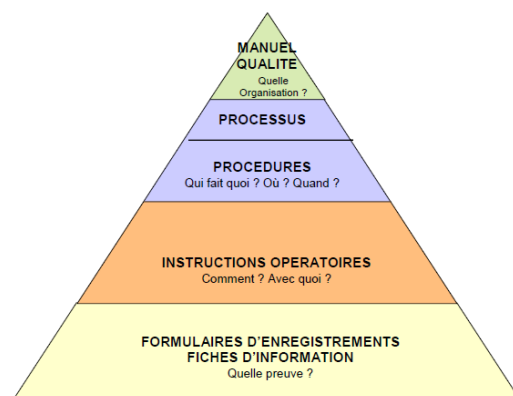 MANUEL
QUALITE
Quelle
Organisation ?
PROCESSUS
PROCEDURES
Qui fait quoi ? Où ? Quand ?
INSTRUCTIONS OPERATOIRES
Comment ? Avec quoi ?
FORMULAIRES D’ENREGISTREMENTS
FICHES D’INFORMATION
Quelle preuve ?